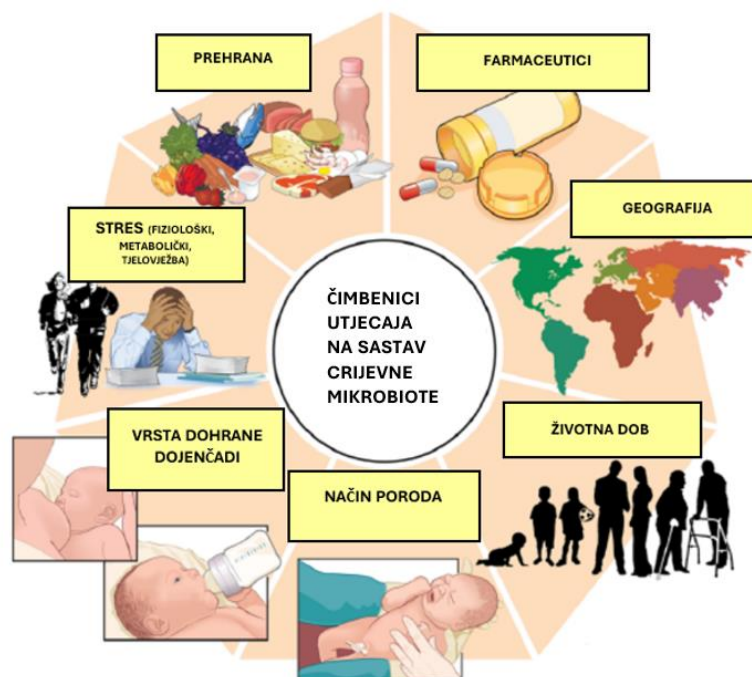 PREHRANA
FARMACEUTICI
GEOGRAFIJA
STRES (FIZIOLOŠKI,
METABOLIČKI,
TJELOVJEŽBA)
ČIMBENICI
UTJECAJA
NA SASTAV
CRIJEVNE
MIKROBIOTE
ŽIVOTNA DOB
VRSTA DOHRANE
DOJENČADI
NAČIN PORODA